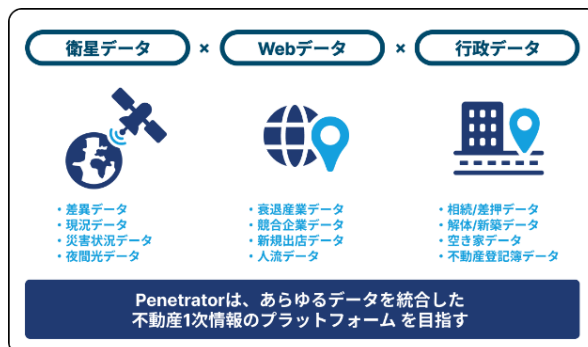 衛星データ × Webデータ × 行政データ
・差異データ
・現況データ
・災害状況データ
・夜間光データ
・衰退産業データ
・競合企業データ
・新規出店データ
・人流データ
・相続/差押データ
・解体/新築データ
・空き家データ
・不動産登記簿データ
Penetratorは、あらゆるデータを統合した
不動産1次情報のプラットフォーム を目指す